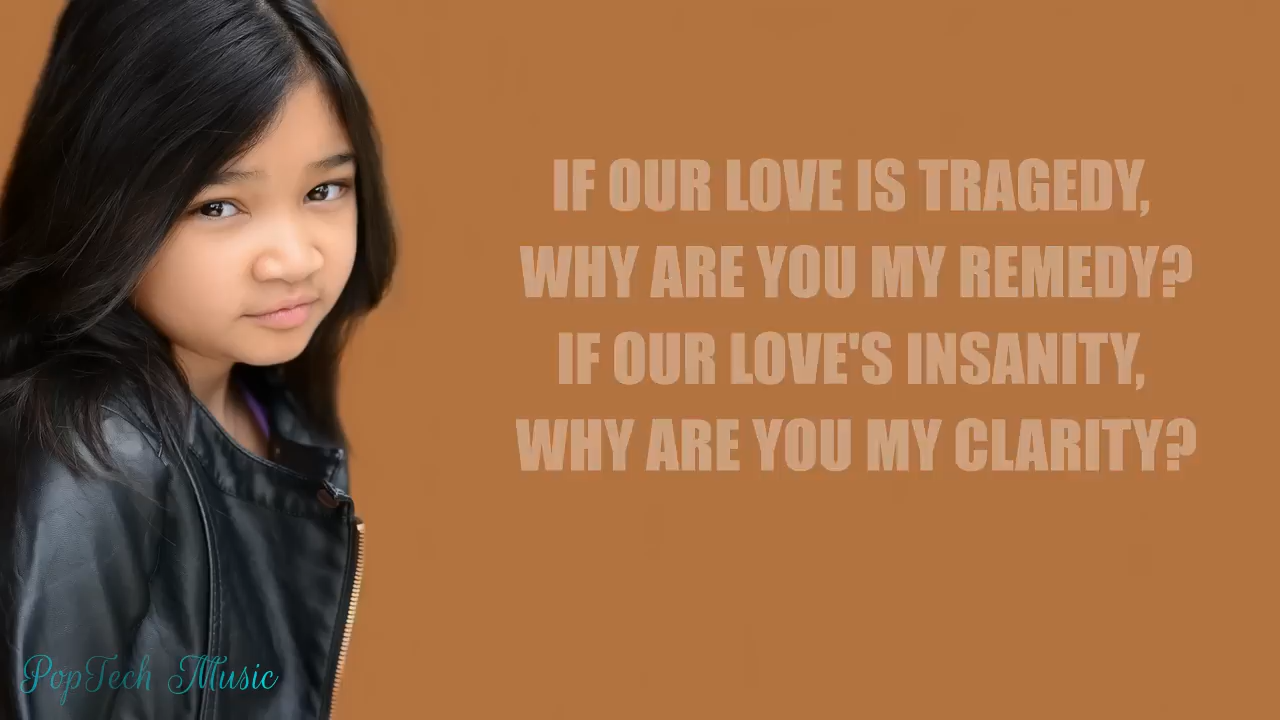 IF OUR LOVE IS TRAGEDY,
WHY ARE YOU MY REMEDY?
IF OUR LOVE'S INSANITY,
WHY ARE YOU MY CLARITY?
PopTech Music